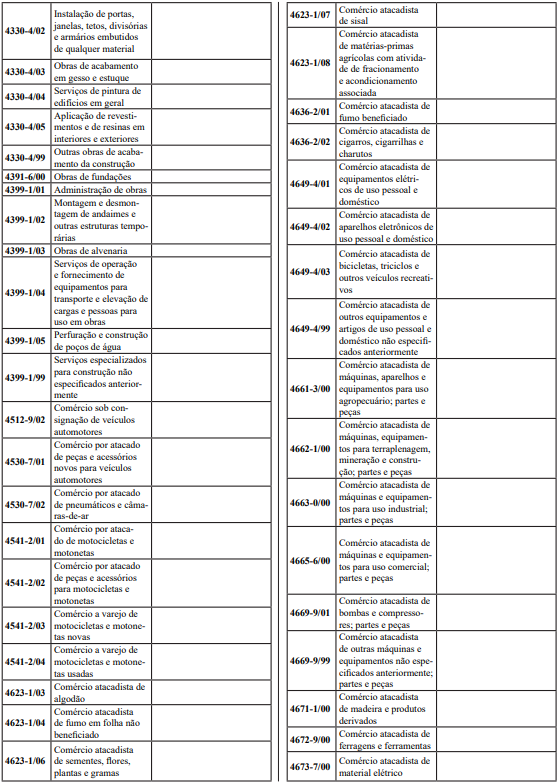 4330-4/02
Instalação de portas,
janelas, tetos, divisórias
e armários embutidos
de qualquer material
4330-4/03
Obras de acabamento
em gesso e estuque
4330-4/04
Serviços de pintura de
edifícios em geral
4330-4/05
Aplicação de revesti-
mentos e de resinas em
interiores e exteriores
4330-4/99
Outras obras de acaba-
mento da construção
4391-6/00
Obras de fundações
4399-1/01
Administração de obras
4399-1/02
Montagem e desmon-
tagem de andaimes e
outras estruturas tempo-
rárias
4399-1/03
Obras de alvenaria
4399-1/04
Serviços de operação
e fornecimento de
equipamentos para
transporte e elevação de
cargas e pessoas para
uso em obras
4399-1/05
Perfuração e construção
de poços de água
4399-1/99
Serviços especializados
para construção não
especificados anterior-
mente
4512-9/02
Comércio sob con-
signação de veículos
automotores
4530-7/01
Comércio por atacado
de peças e acessórios
novos para veículos
automotores
4530-7/02
Comércio por atacado
de pneumáticos e câma-
ras-de-ar
4541-2/01
Comércio por ataca-
do de motocicletas e
motonetas
4541-2/02
Comércio por atacado
de peças e acessórios
para motocicletas e
motonetas
4541-2/03
Comércio a varejo de
motocicletas e motone-
tas novas
4541-2/04
Comércio a varejo de
motocicletas e motone-
tas usadas
4623-1/03
Comércio atacadista de
algodão
4623-1/04
Comércio atacadista
de fumo em folha não
beneficiado
4623-1/06
Comércio atacadista
de sementes, flores,
plantas e gramas
4623-1/07
Comércio atacadista
de sisal
4623-1/08
Comércio atacadista
de matérias-primas
agrícolas com ativida-
de de fracionamento
e acondicionamento
associada
4636-2/01
Comércio atacadista de
fumo beneficiado
4636-2/02
Comércio atacadista de
cigarros, cigarrilhas e
charutos
4649-4/01
Comércio atacadista de
equipamentos elétri-
cos de uso pessoal e
doméstico
4649-4/02
Comércio atacadista de
aparelhos eletrônicos de
uso pessoal e doméstico
4649-4/03
Comércio atacadista de
bicicletas, triciclos e
outros veículos recreati-
vos
4649-4/99
Comércio atacadista de
outros equipamentos e
artigos de uso pessoal e
doméstico não especifi-
cados anteriormente
4661-3/00
Comércio atacadista de
máquinas, aparelhos e
equipamentos para uso
agropecuário; partes e
peças
4662-1/00
Comércio atacadista de
máquinas, equipamen-
tos para terraplenagem,
mineração e constru-
ção; partes e peças
4663-0/00
Comércio atacadista de
máquinas e equipamen-
tos para uso industrial;
partes e peças
4665-6/00
Comércio atacadista de
máquinas e equipamen-
tos para uso comercial;
partes e peças
4669-9/01
Comércio atacadista de
bombas e compresso-
res; partes e peças
4669-9/99
Comércio atacadista
de outras máquinas e
equipamentos não espe-
cificados anteriormente;
partes e peças
4671-1/00
Comércio atacadista
de madeira e produtos
derivados
4672-9/00
Comércio atacadista de
ferragens e ferramentas
4673-7/00
Comércio atacadista de
material elétrico